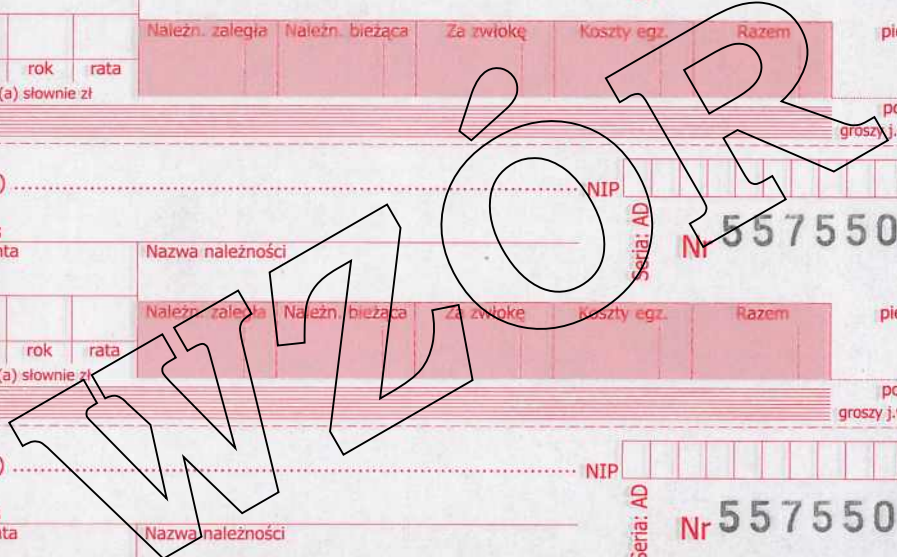 Należn. zaległa Należn. bieżąca Za zwłokę Koszty egz. Razem
rok rata
(a) słownie zł
groszy j.
NIP
Seria: AD
Nr 557550
Nazwa należności
Należn. zaległa Należn. bieżąca Za zwłokę Koszty egz. Razem
rok rata
(a) słownie zł
groszy j.
NIP
Seria: AD
Nr 557550
Nazwa należności
WZÓR